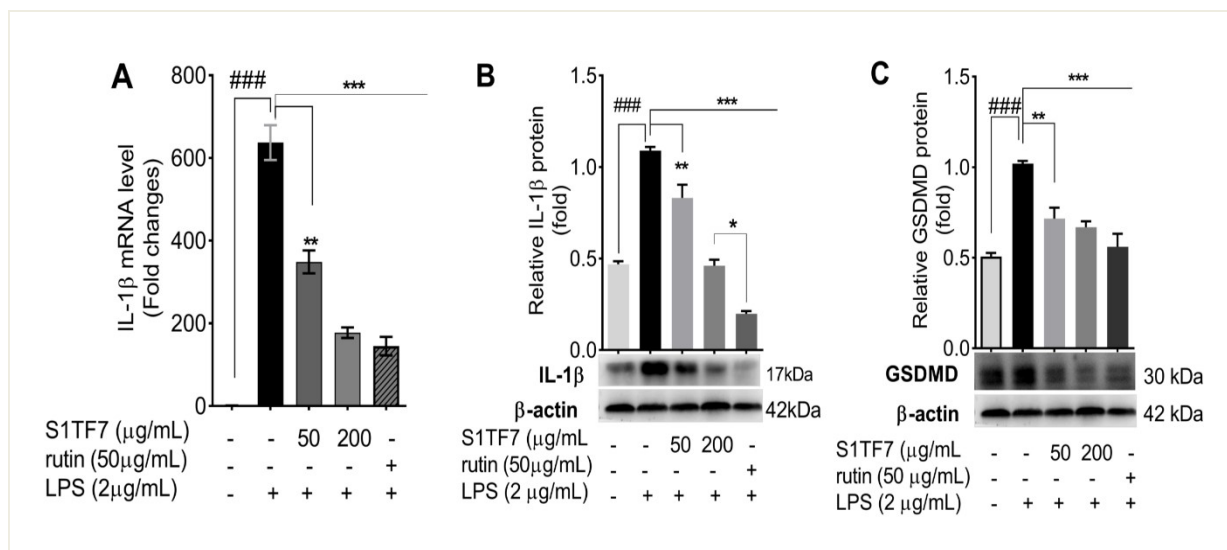 A
IL-1β mRNA level
(Fold changes)
800
600
400
200
0
###
***
**
S1TF7 (μg/mL) - - 50 200 -
rutin (50μg/mL) - - - - +
LPS (2μg/mL) - + + + +
B
Relative IL-1β protein
(fold)
1.5
1.0
0.5
0.0
###
***
**
*
IL-1β 17kDa
β-actin 42kDa
S1TF7 (μg/mL - - 50 200 -
rutin (50μg/mL) - - - - +
LPS (2 μg/mL) - + + + +
C
Relative GSDMD protein
(fold)
1.5
1.0
0.5
0.0
###
***
**
GSDMD 30 kDa
β-actin 42 kDa
S1TF7 (μg/mL - - 50 200 -
rutin (50 μg/mL) - - - - +
LPS (2 μg/mL) - + + + +